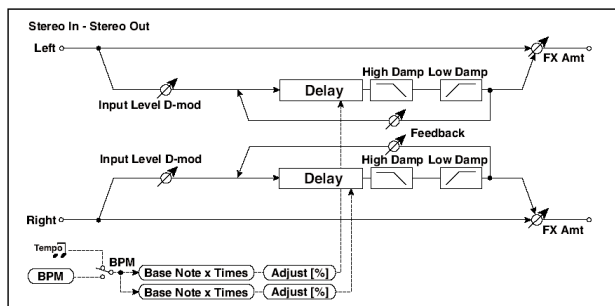 Stereo In - Stereo Out
Left
FX Amt
High Damp Low Damp
Delay
Input Level D-mod
Feedback
Input Level D-mod
High Damp Low Damp
Delay
Right
FX Amt
Tempo
BPM
BPM
Base Note x Times
Adjust [%]
Base Note x Times
Adjust [%]